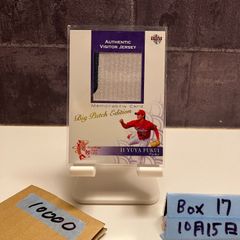 AUTHENTIC
VISITOR JERSEY
BBM
Memorabilia Card
Big Patch Edition
11 YUYA FUKUI
10000
Box 17
10月15日